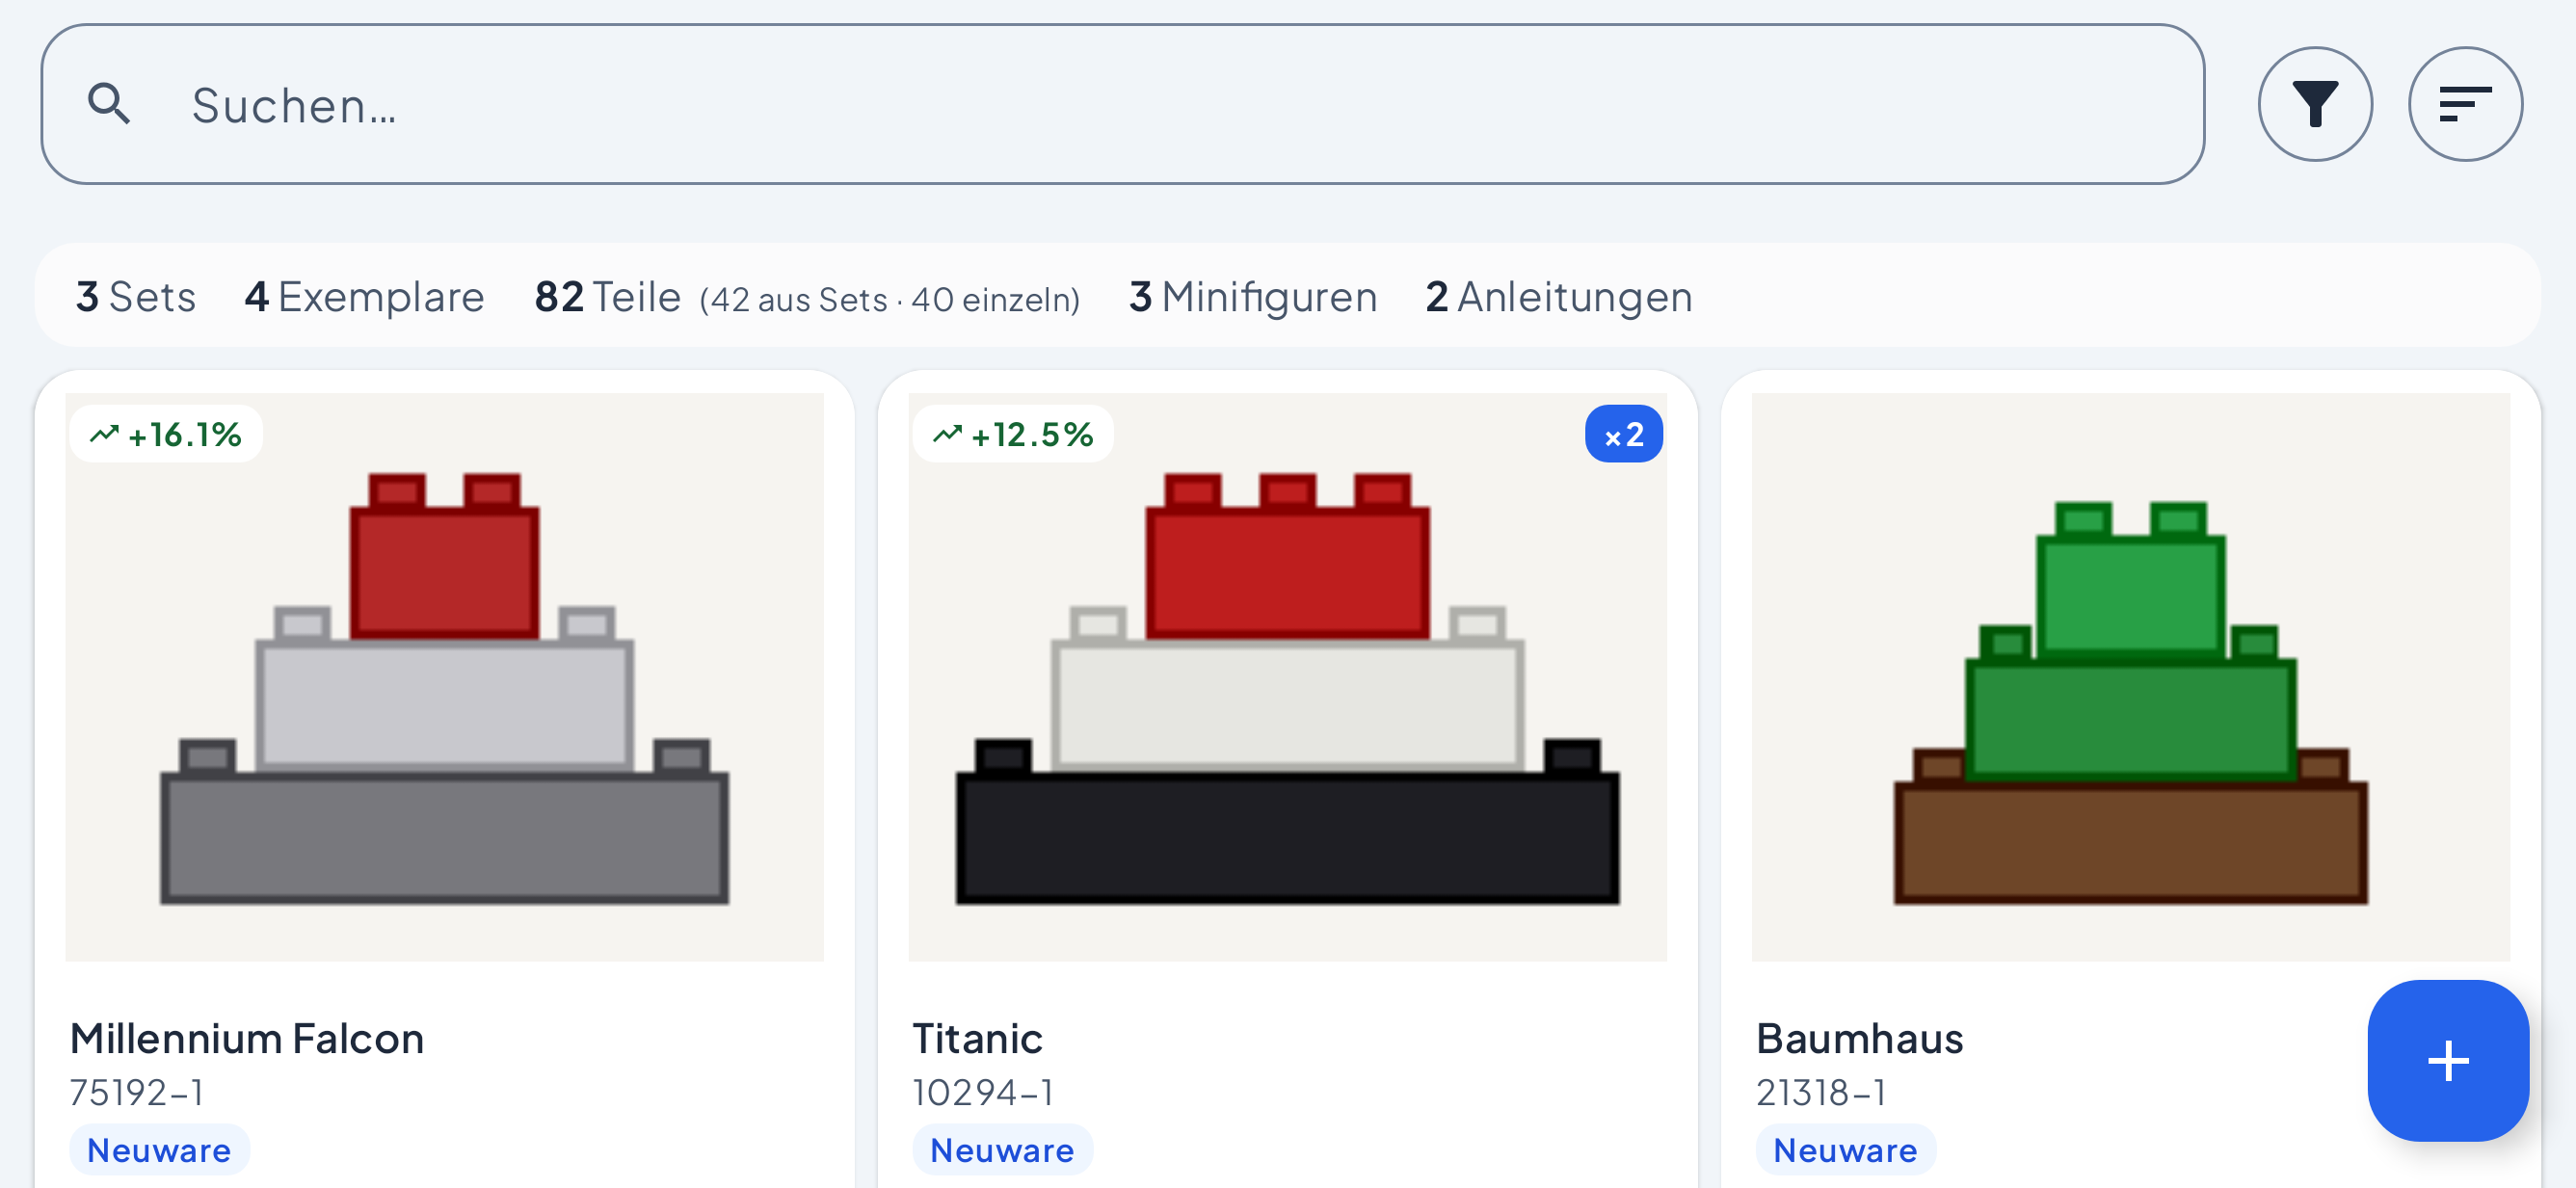 Suchen…
3 Sets 4 Exemplare 82 Teile (42 aus Sets · 40 einzeln) 3 Minifiguren 2 Anleitungen
+16.1%
+12.5% ×2
Millennium Falcon
75192-1
Neuware
Titanic
10294-1
Neuware
Baumhaus
21318-1
Neuware